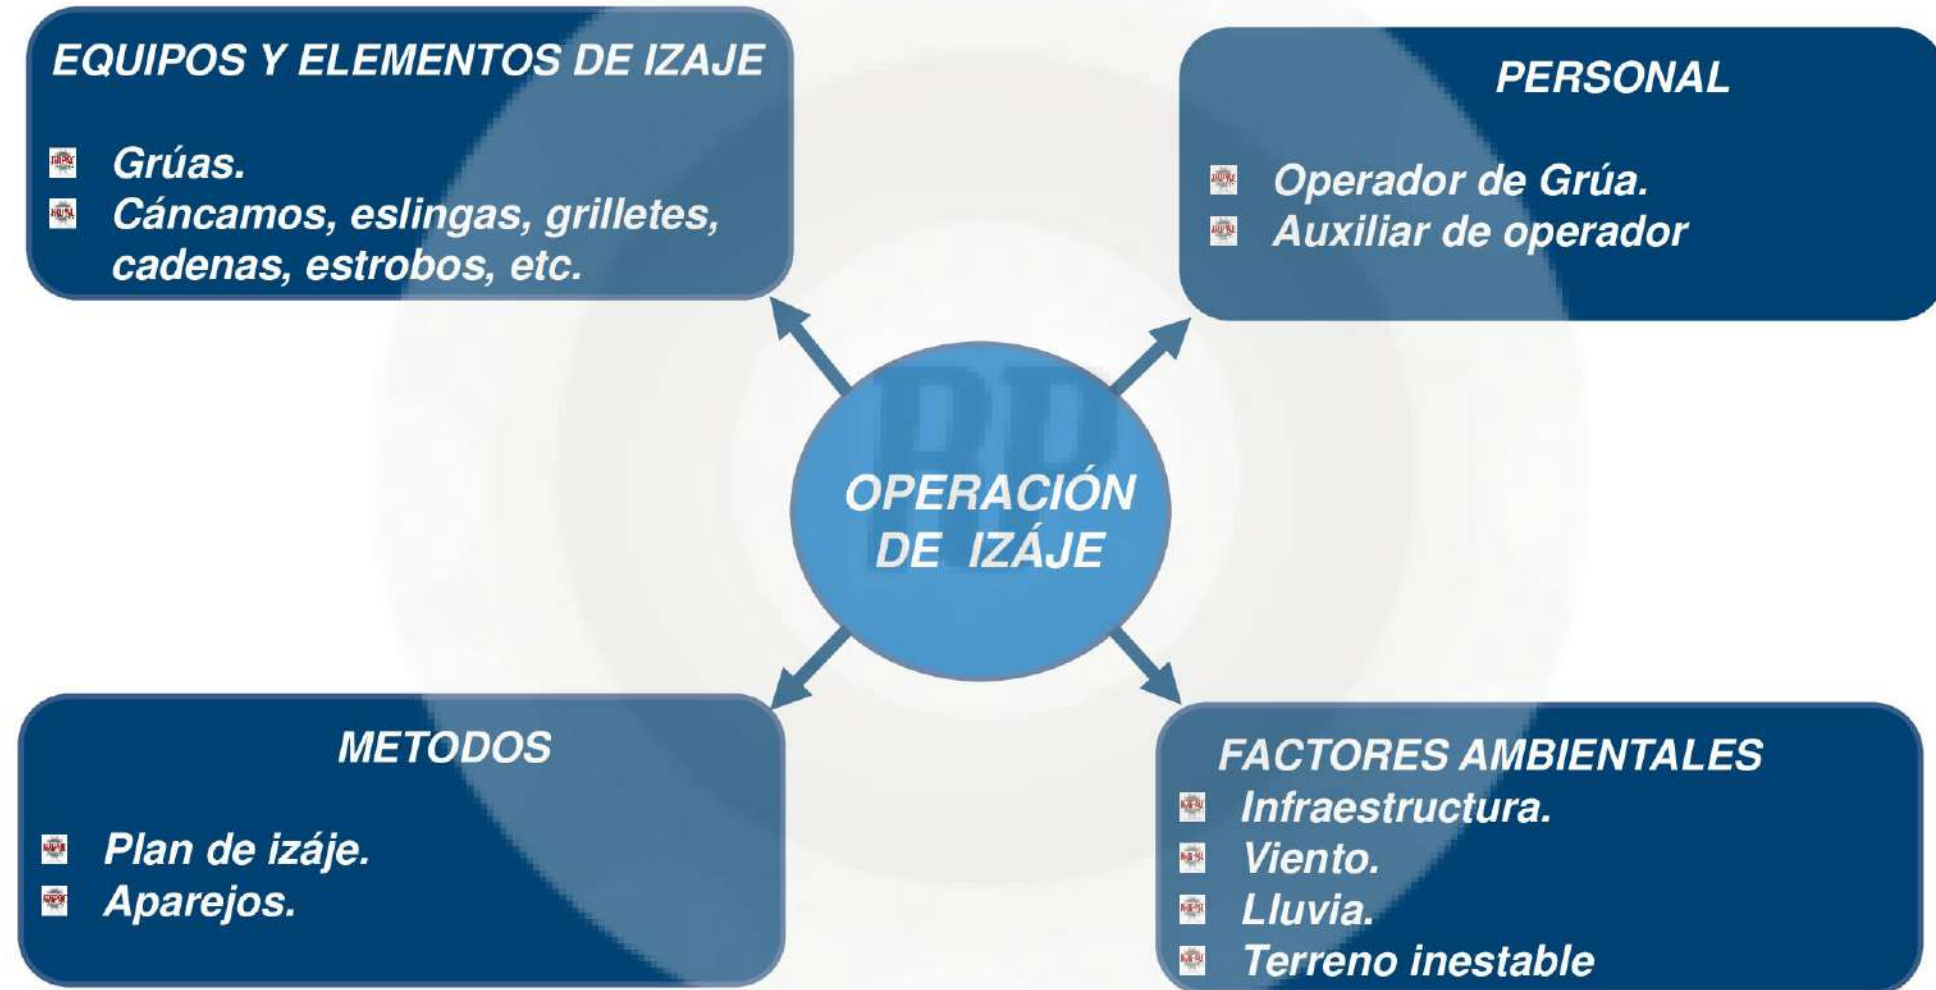 EQUIPOS Y ELEMENTOS DE IZAJE
Grúas.
Cáncamos, eslingas, grilletes,
cadenas, estrobos, etc.
PERSONAL
Operador de Grúa.
Auxiliar de operador
OPERACIÓN
DE IZÁJE
METODOS
Plan de izáje.
Aparejos.
FACTORES AMBIENTALES
Infraestructura.
Viento.
Lluvia.
Terreno inestable